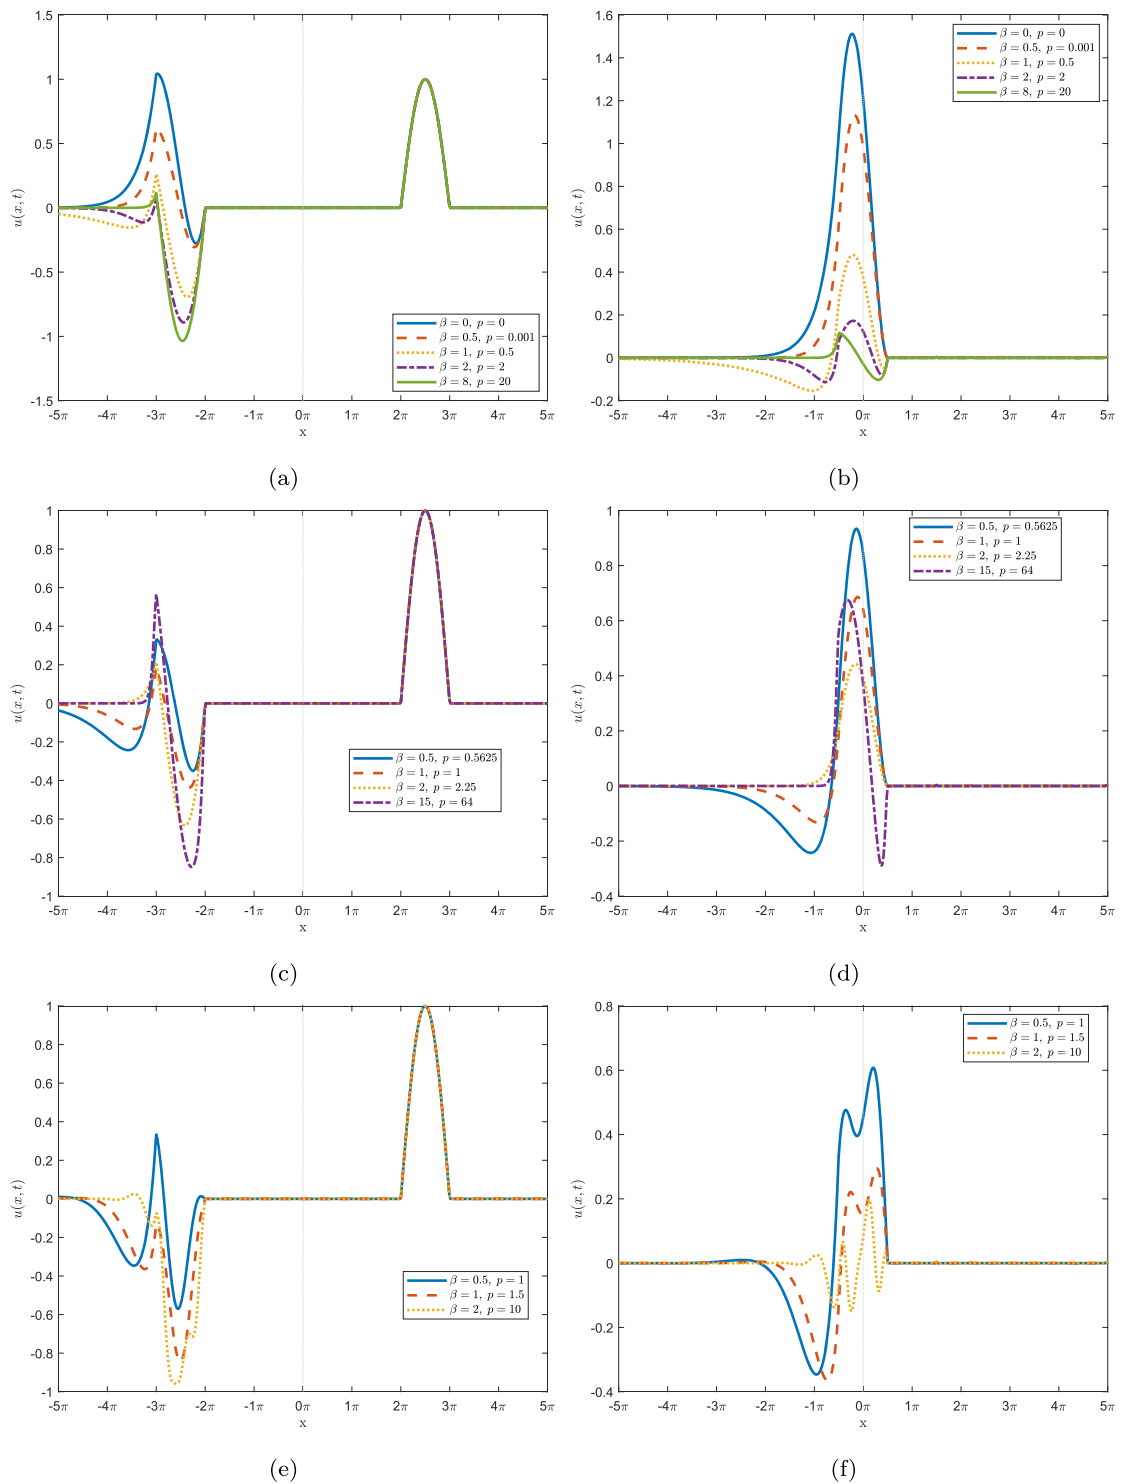 1.5
1
0.5
0
-0.5
-1
-1.5
u(x, t)
-5π -4π -3π -2π -1π 0π 1π 2π 3π 4π 5π
x
β = 0, p = 0
β = 0.5, p = 0.001
β = 1, p = 0.5
β = 2, p = 2
β = 8, p = 20
(a)
1.6
1.4
1.2
1
0.8
0.6
0.4
0.2
0
-0.2
u(x, t)
-5π -4π -3π -2π -1π 0π 1π 2π 3π 4π 5π
x
β = 0, p = 0
β = 0.5, p = 0.001
β = 1, p = 0.5
β = 2, p = 2
β = 8, p = 20
(b)
1
0.8
0.6
0.4
0.2
0
-0.2
-0.4
-0.6
-0.8
-1
u(x, t)
-5π -4π -3π -2π -1π 0π 1π 2π 3π 4π 5π
x
β = 0.5, p = 0.5625
β = 1, p = 1
β = 2, p = 2.25
β = 15, p = 64
(c)
1
0.8
0.6
0.4
0.2
0
-0.2
-0.4
u(x, t)
-5π -4π -3π -2π -1π 0π 1π 2π 3π 4π 5π
x
β = 0.5, p = 0.5625
β = 1, p = 1
β = 2, p = 2.25
β = 15, p = 64
(d)
1
0.8
0.6
0.4
0.2
0
-0.2
-0.4
-0.6
-0.8
-1
u(x, t)
-5π -4π -3π -2π -1π 0π 1π 2π 3π 4π 5π
x
β = 0.5, p = 1
β = 1, p = 1.5
β = 2, p = 10
(e)
0.8
0.6
0.4
0.2
0
-0.2
-0.4
u(x, t)
-5π -4π -3π -2π -1π 0π 1π 2π 3π 4π 5π
x
β = 0.5, p = 1
β = 1, p = 1.5
β = 2, p = 10
(f)